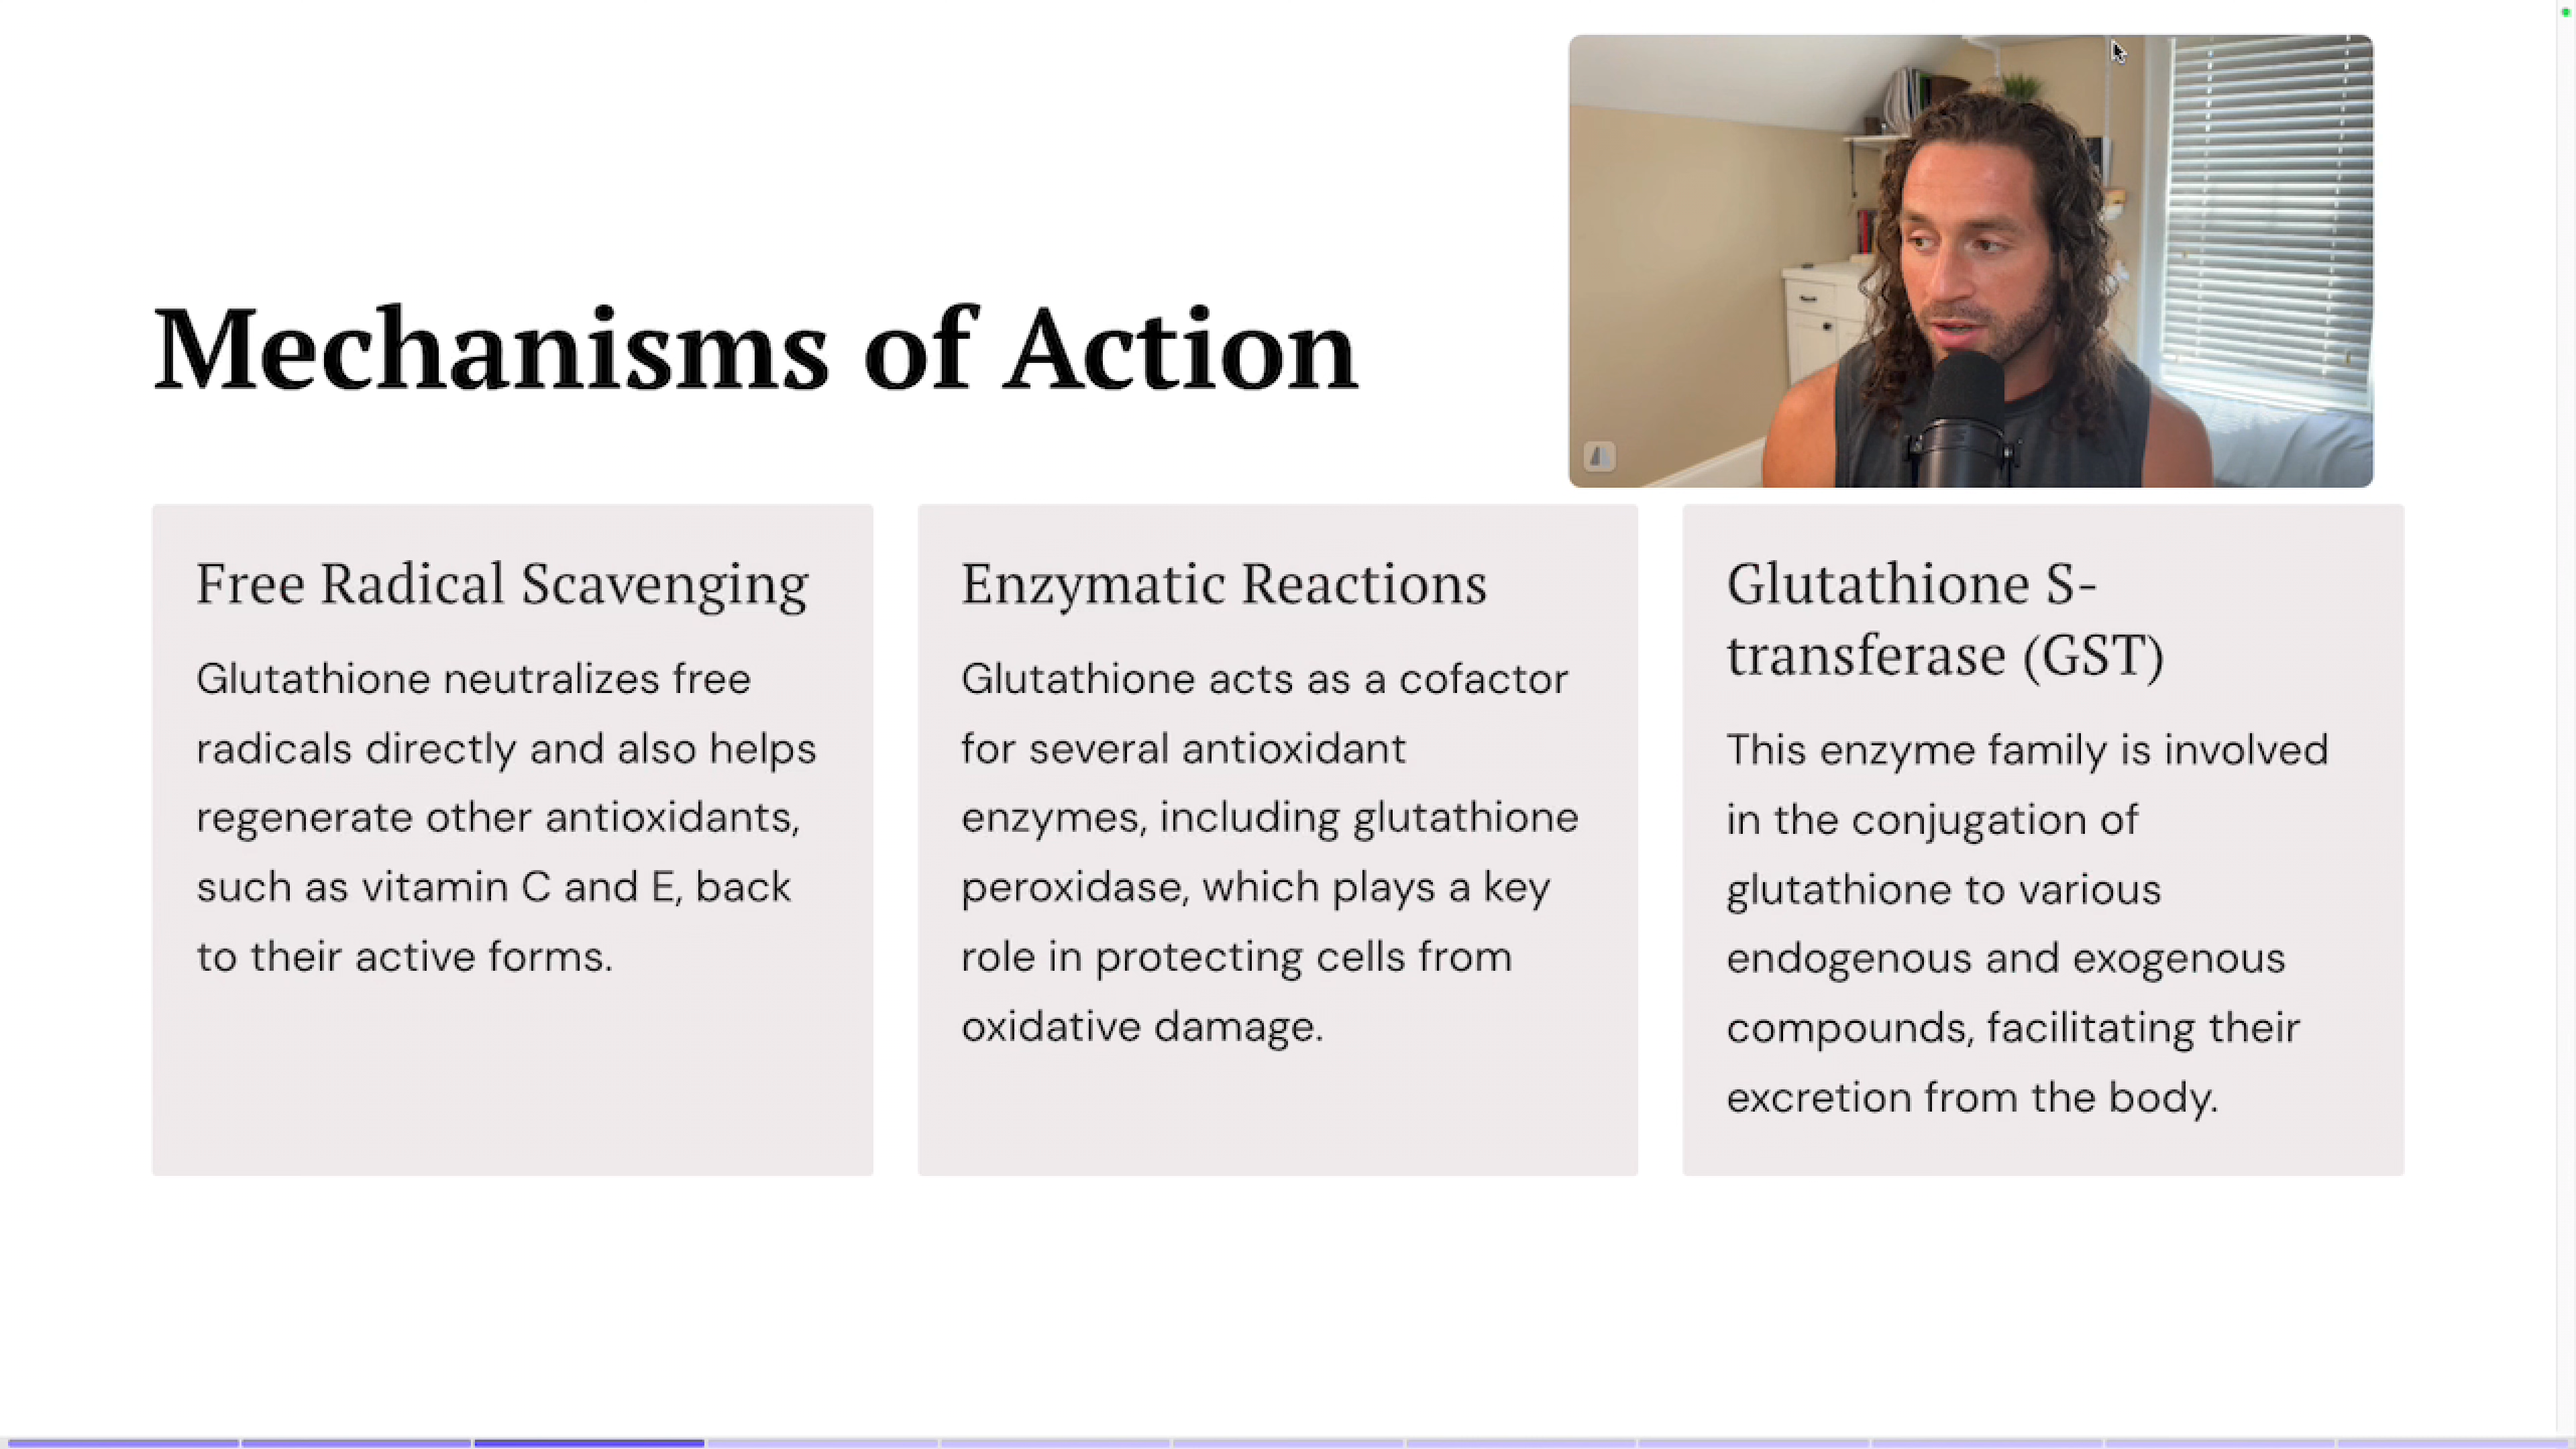 Mechanisms of Action
Free Radical Scavenging
Glutathione neutralizes free
radicals directly and also helps
regenerate other antioxidants,
such as vitamin C and E, back
to their active forms.
Enzymatic Reactions
Glutathione acts as a cofactor
for several antioxidant
enzymes, including glutathione
peroxidase, which plays a key
role in protecting cells from
oxidative damage.
Glutathione S-
transferase (GST)
This enzyme family is involved
in the conjugation of
glutathione to various
endogenous and exogenous
compounds, facilitating their
excretion from the body.